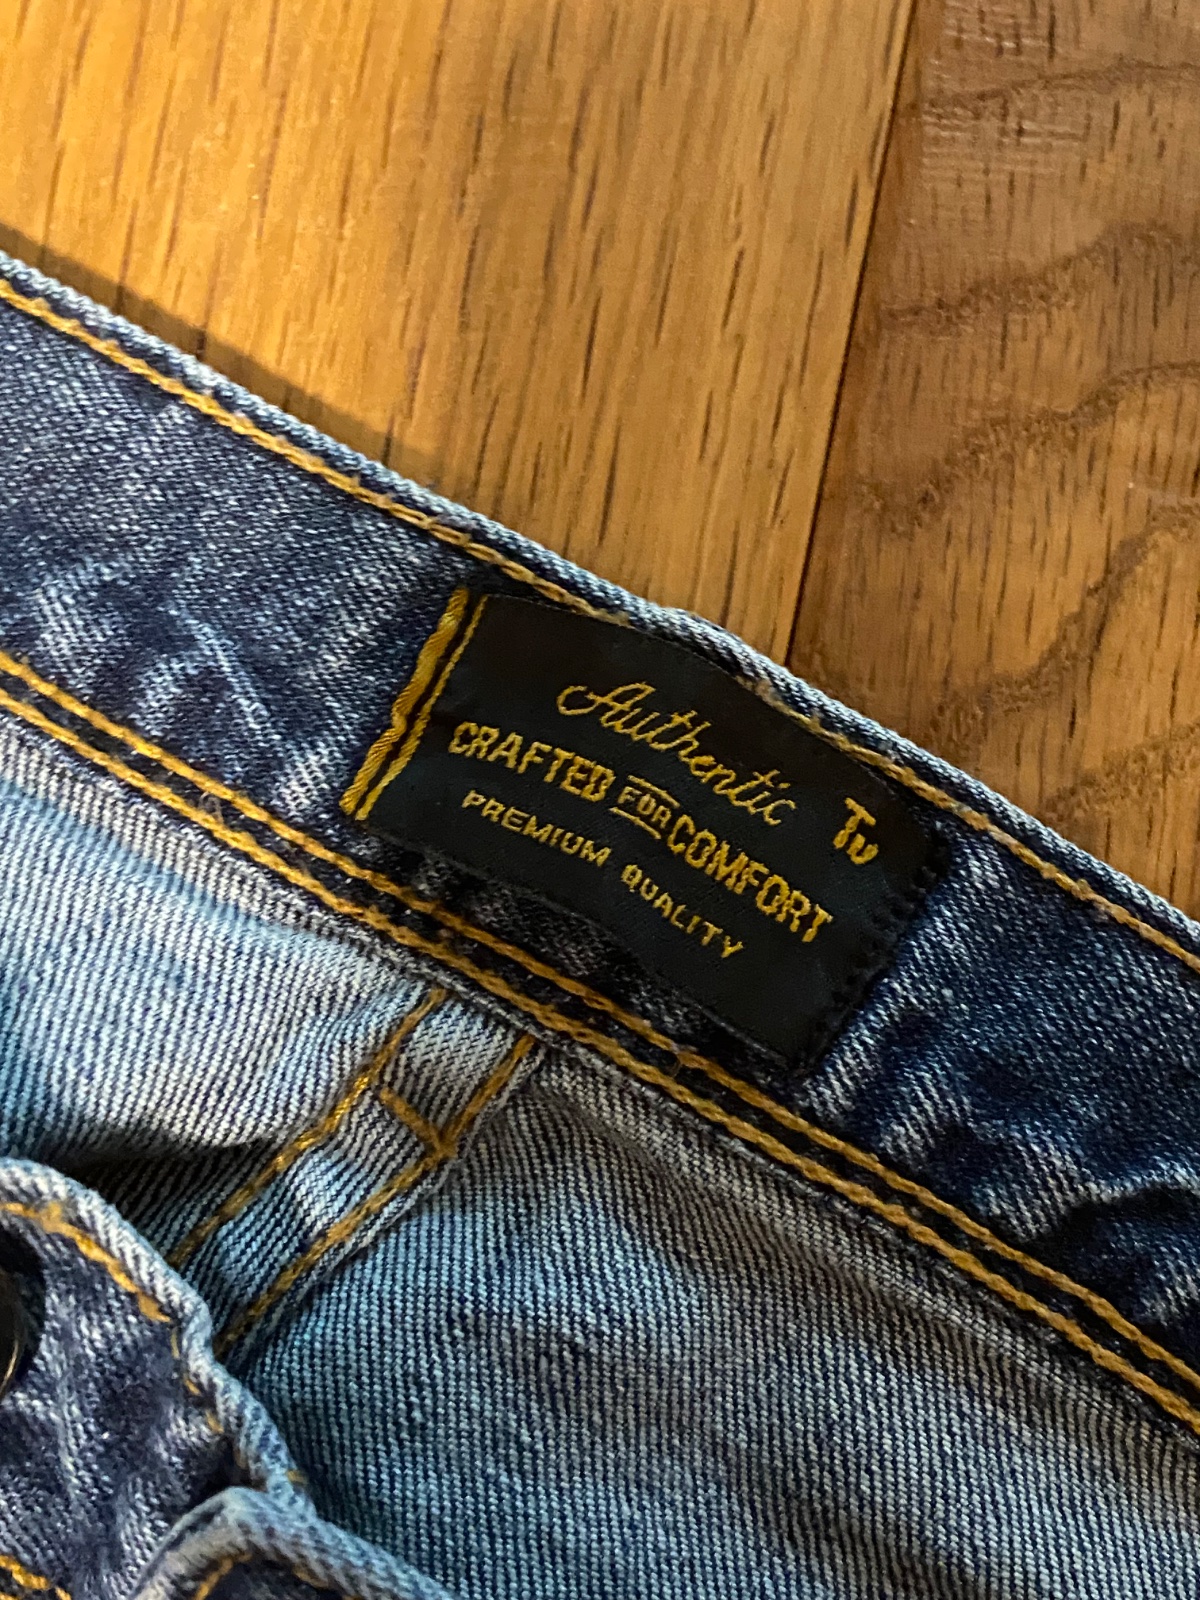 Authentic
Tu
CRAFTED FOR COMFORT
PREMIUM QUALITY